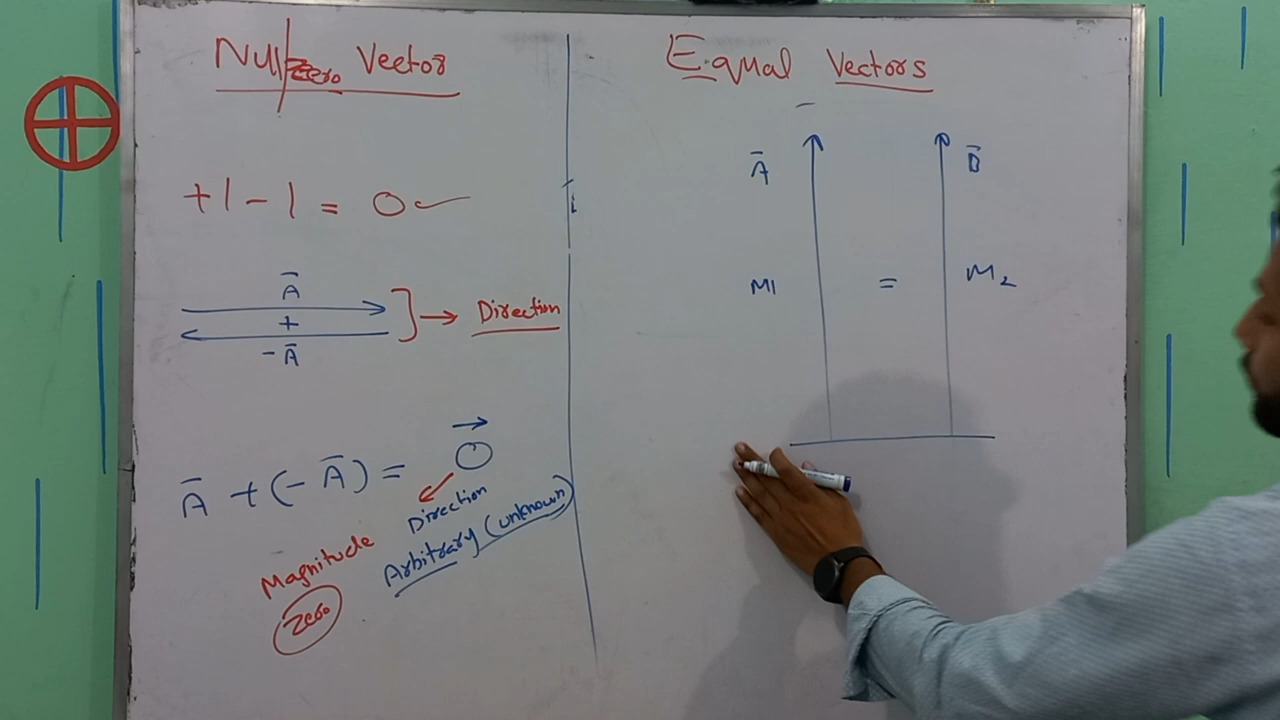 Null/Zero Vector
+1 - 1 = 0
Ā
+
- Ā
] → Direction
Ā + (- Ā) = 0⃗
Direction
Arbitrary (unknown)
Magnitude
Zero
Equal Vectors
Ā
B̄
M1 = M2